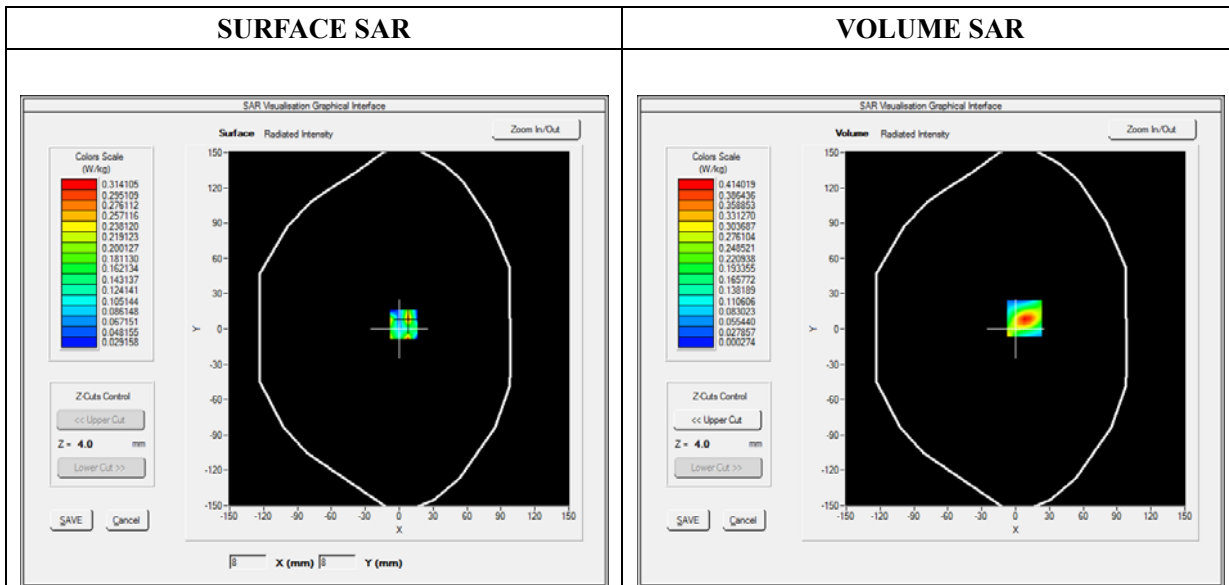 SURFACE SAR
VOLUME SAR
SAR Visualisation Graphical Interface
Surface Radiated Intensity
Zoom In/Out
Colors Scale
(W/kg)
0.314105
0.295109
0.276112
0.257116
0.238120
0.219123
0.200127
0.181130
0.162134
0.143137
0.124141
0.105144
0.086148
0.067151
0.048155
0.029158
Z-Cuts Control
<< Upper Cut
Z = 4.0 mm
Lower Cut >>
SAVE Cancel
150
120
90
60
30
0
-30
-60
-90
-120
-150
Y
-150 -120 -90 -60 -30 0 30 60 90 120 150
X
8 X (mm) 8 Y (mm)
SAR Visualisation Graphical Interface
Volume Radiated Intensity
Zoom In/Out
Colors Scale
(W/kg)
0.414019
0.386436
0.358853
0.331270
0.303687
0.276104
0.248521
0.220938
0.193355
0.165772
0.138189
0.110606
0.083023
0.055440
0.027857
0.000274
Z-Cuts Control
<< Upper Cut
Z = 4.0 mm
Lower Cut >>
SAVE Cancel
150
120
90
60
30
0
-30
-60
-90
-120
-150
Y
-150 -120 -90 -60 -30 0 30 60 90 120 150
X